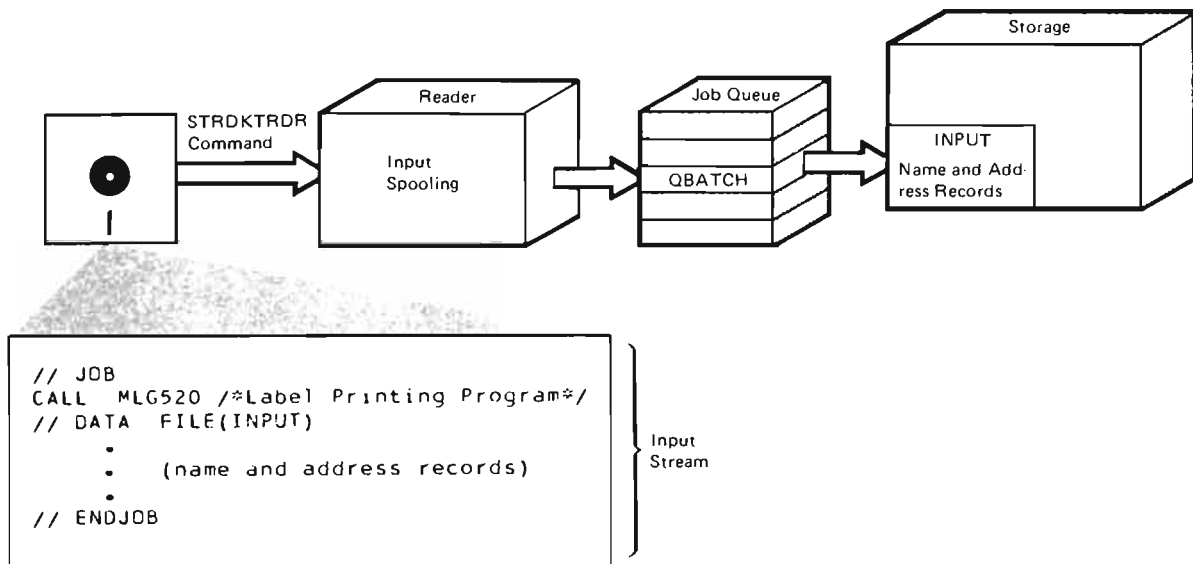 Storage
Reader
Job Queue
STRDKTRDR
Command
Input
Spooling
QBATCH
INPUT
Name and Add-
ress Records
// JOB
CALL MLG520 /*Label Printing Program*/
// DATA FILE(INPUT)
(name and address records)
// ENDJOB
Input
Stream